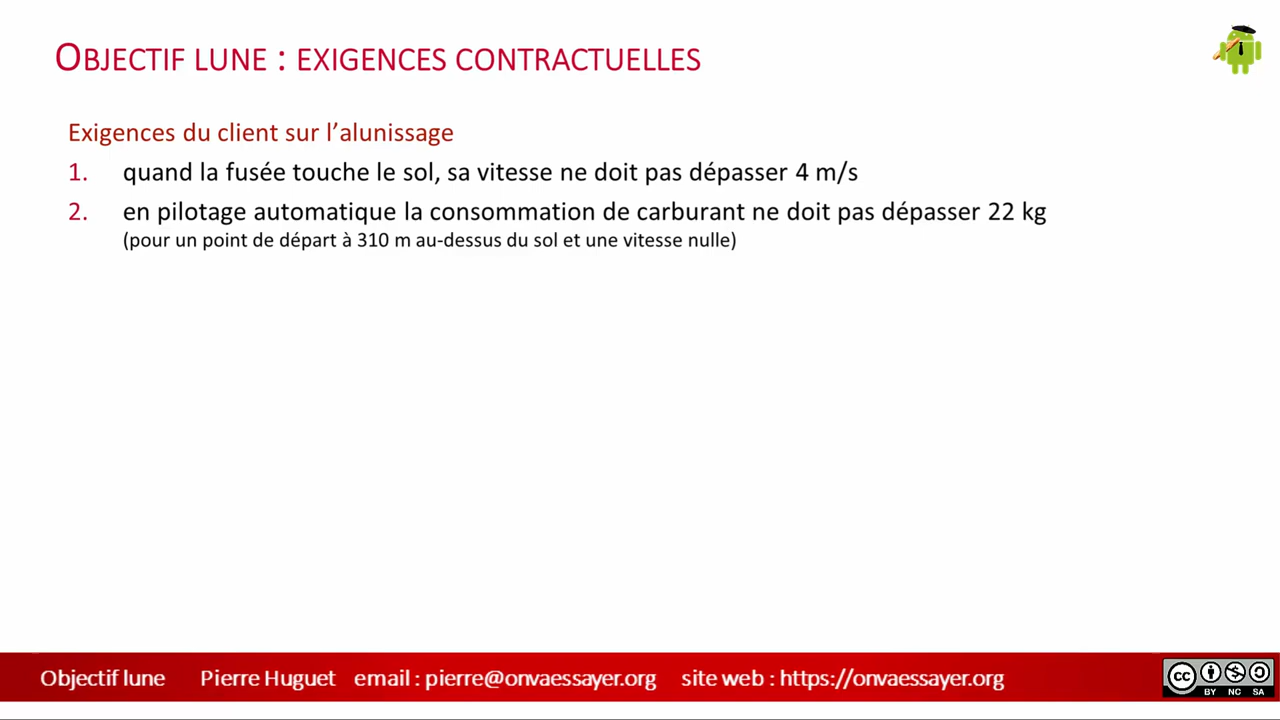 OBJECTIF LUNE : EXIGENCES CONTRACTUELLES
Exigences du client sur l’alunissage
1. quand la fusée touche le sol, sa vitesse ne doit pas dépasser 4 m/s
2. en pilotage automatique la consommation de carburant ne doit pas dépasser 22 kg
(pour un point de départ à 310 m au-dessus du sol et une vitesse nulle)
Objectif lune Pierre Huguet email : pierre@onvaessayer.org site web : https://onvaessayer.org
CC BY NC SA